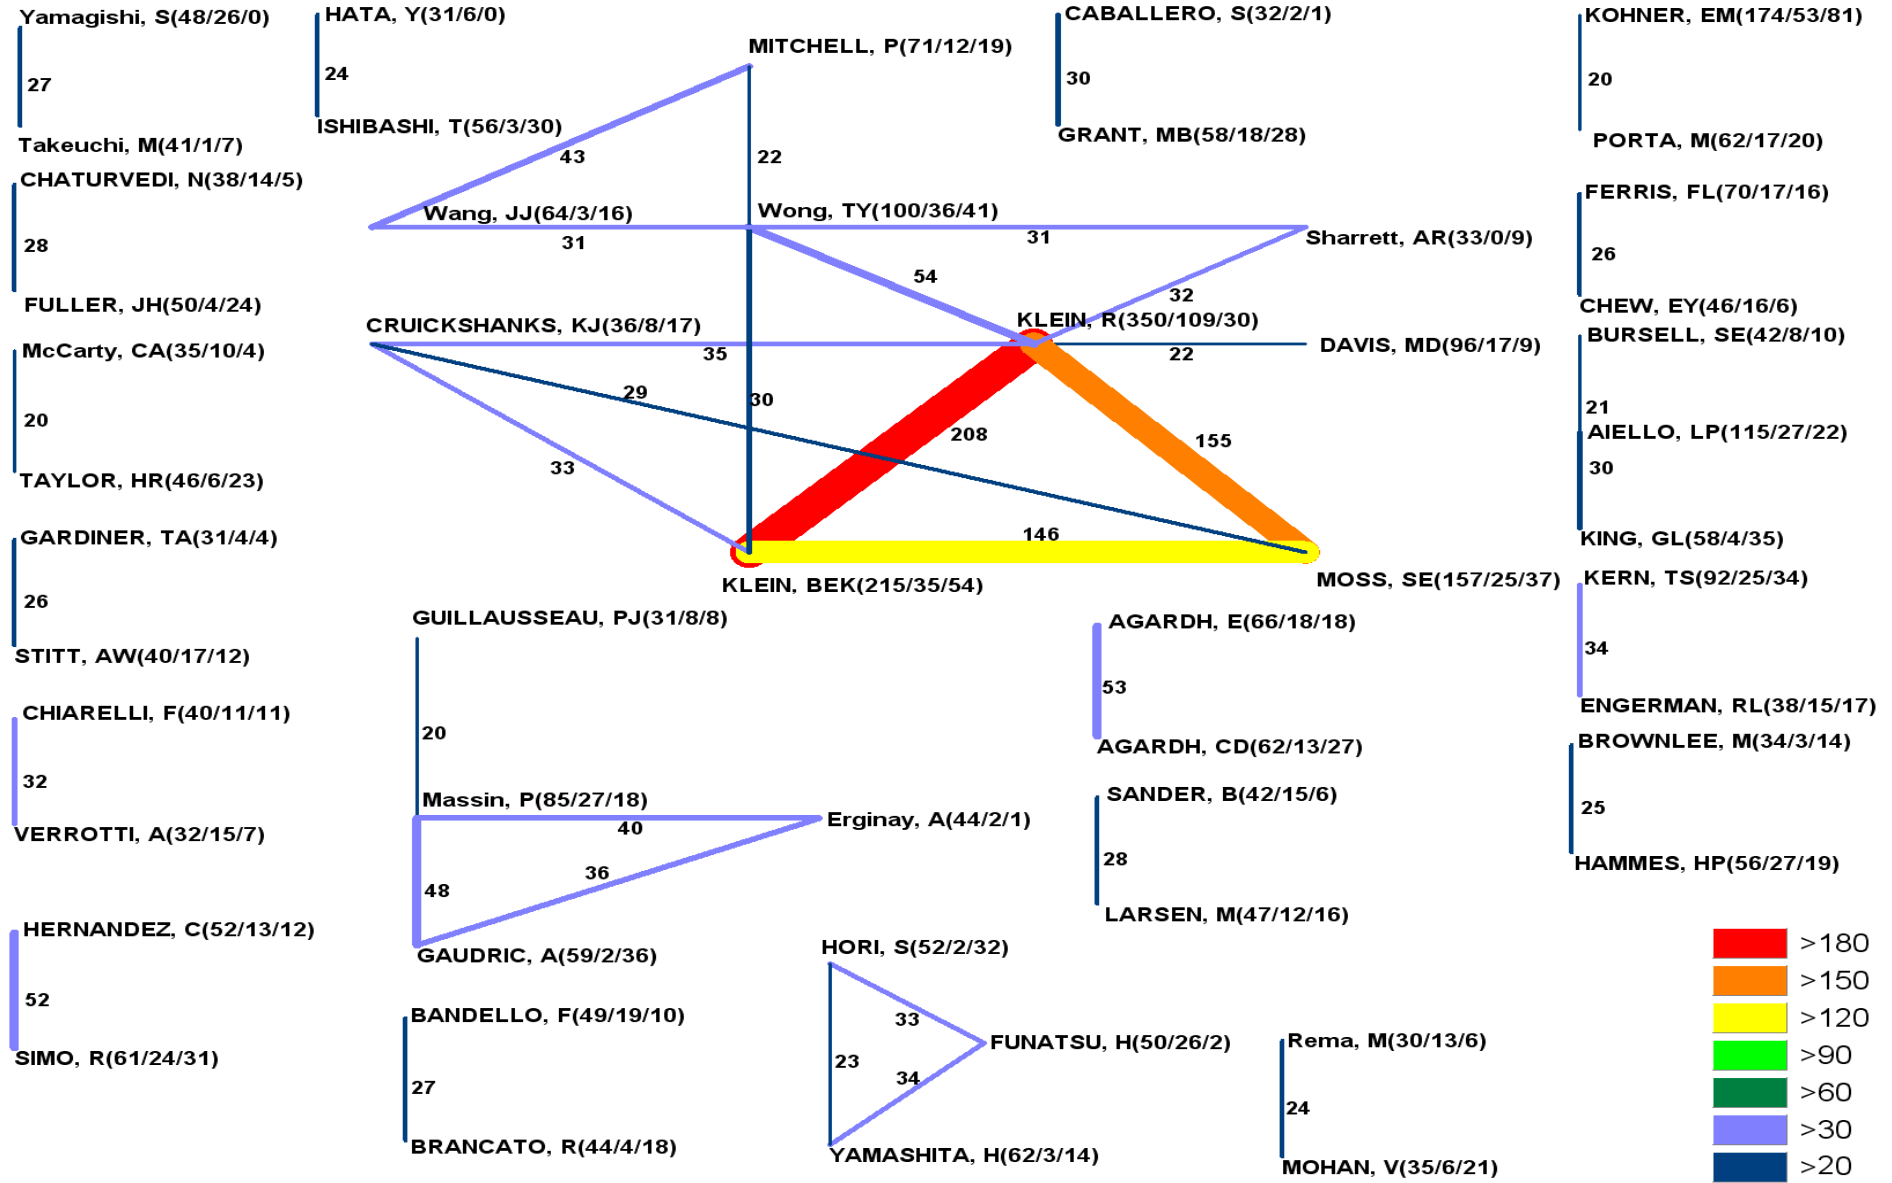 Yamagishi, S(48/26/0)
27
Takeuchi, M(41/1/7)
HATA, Y(31/6/0)
24
ISHIBASHI, T(56/3/30)
MITCHELL, P(71/12/19)
43
22
Wang, JJ(64/3/16)
31
Wong, TY(100/36/41)
31
Sharrett, AR(33/0/9)
54
32
CRUICKSHANKS, KJ(36/8/17)
35
KLEIN, R(350/109/30)
22
DAVIS, MD(96/17/9)
29
30
208
155
33
146
KLEIN, BEK(215/35/54)
MOSS, SE(157/25/37)
CABALLERO, S(32/2/1)
30
GRANT, MB(58/18/28)
KOHNER, EM(174/53/81)
20
PORTA, M(62/17/20)
CHATURVEDI, N(38/14/5)
28
FULLER, JH(50/4/24)
FERRIS, FL(70/17/16)
26
CHEW, EY(46/16/6)
McCarty, CA(35/10/4)
20
TAYLOR, HR(46/6/23)
BURSELL, SE(42/8/10)
21
AIELLO, LP(115/27/22)
30
KING, GL(58/4/35)
GARDINER, TA(31/4/4)
26
STITT, AW(40/17/12)
GUILLAUSSEAU, PJ(31/8/8)
20
Massin, P(85/27/18)
40
Erginay, A(44/2/1)
36
48
GAUDRIC, A(59/2/36)
AGARDH, E(66/18/18)
53
AGARDH, CD(62/13/27)
KERN, TS(92/25/34)
34
ENGERMAN, RL(38/15/17)
CHIARELLI, F(40/11/11)
32
VERROTTI, A(32/15/7)
SANDER, B(42/15/6)
28
LARSEN, M(47/12/16)
BROWNLEE, M(34/3/14)
25
HAMMES, HP(56/27/19)
HERNANDEZ, C(52/13/12)
52
SIMO, R(61/24/31)
BANDELLO, F(49/19/10)
27
BRANCATO, R(44/4/18)
HORI, S(52/2/32)
33
FUNATSU, H(50/26/2)
23
34
YAMASHITA, H(62/3/14)
Rema, M(30/13/6)
24
MOHAN, V(35/6/21)
>180
>150
>120
>90
>60
>30
>20